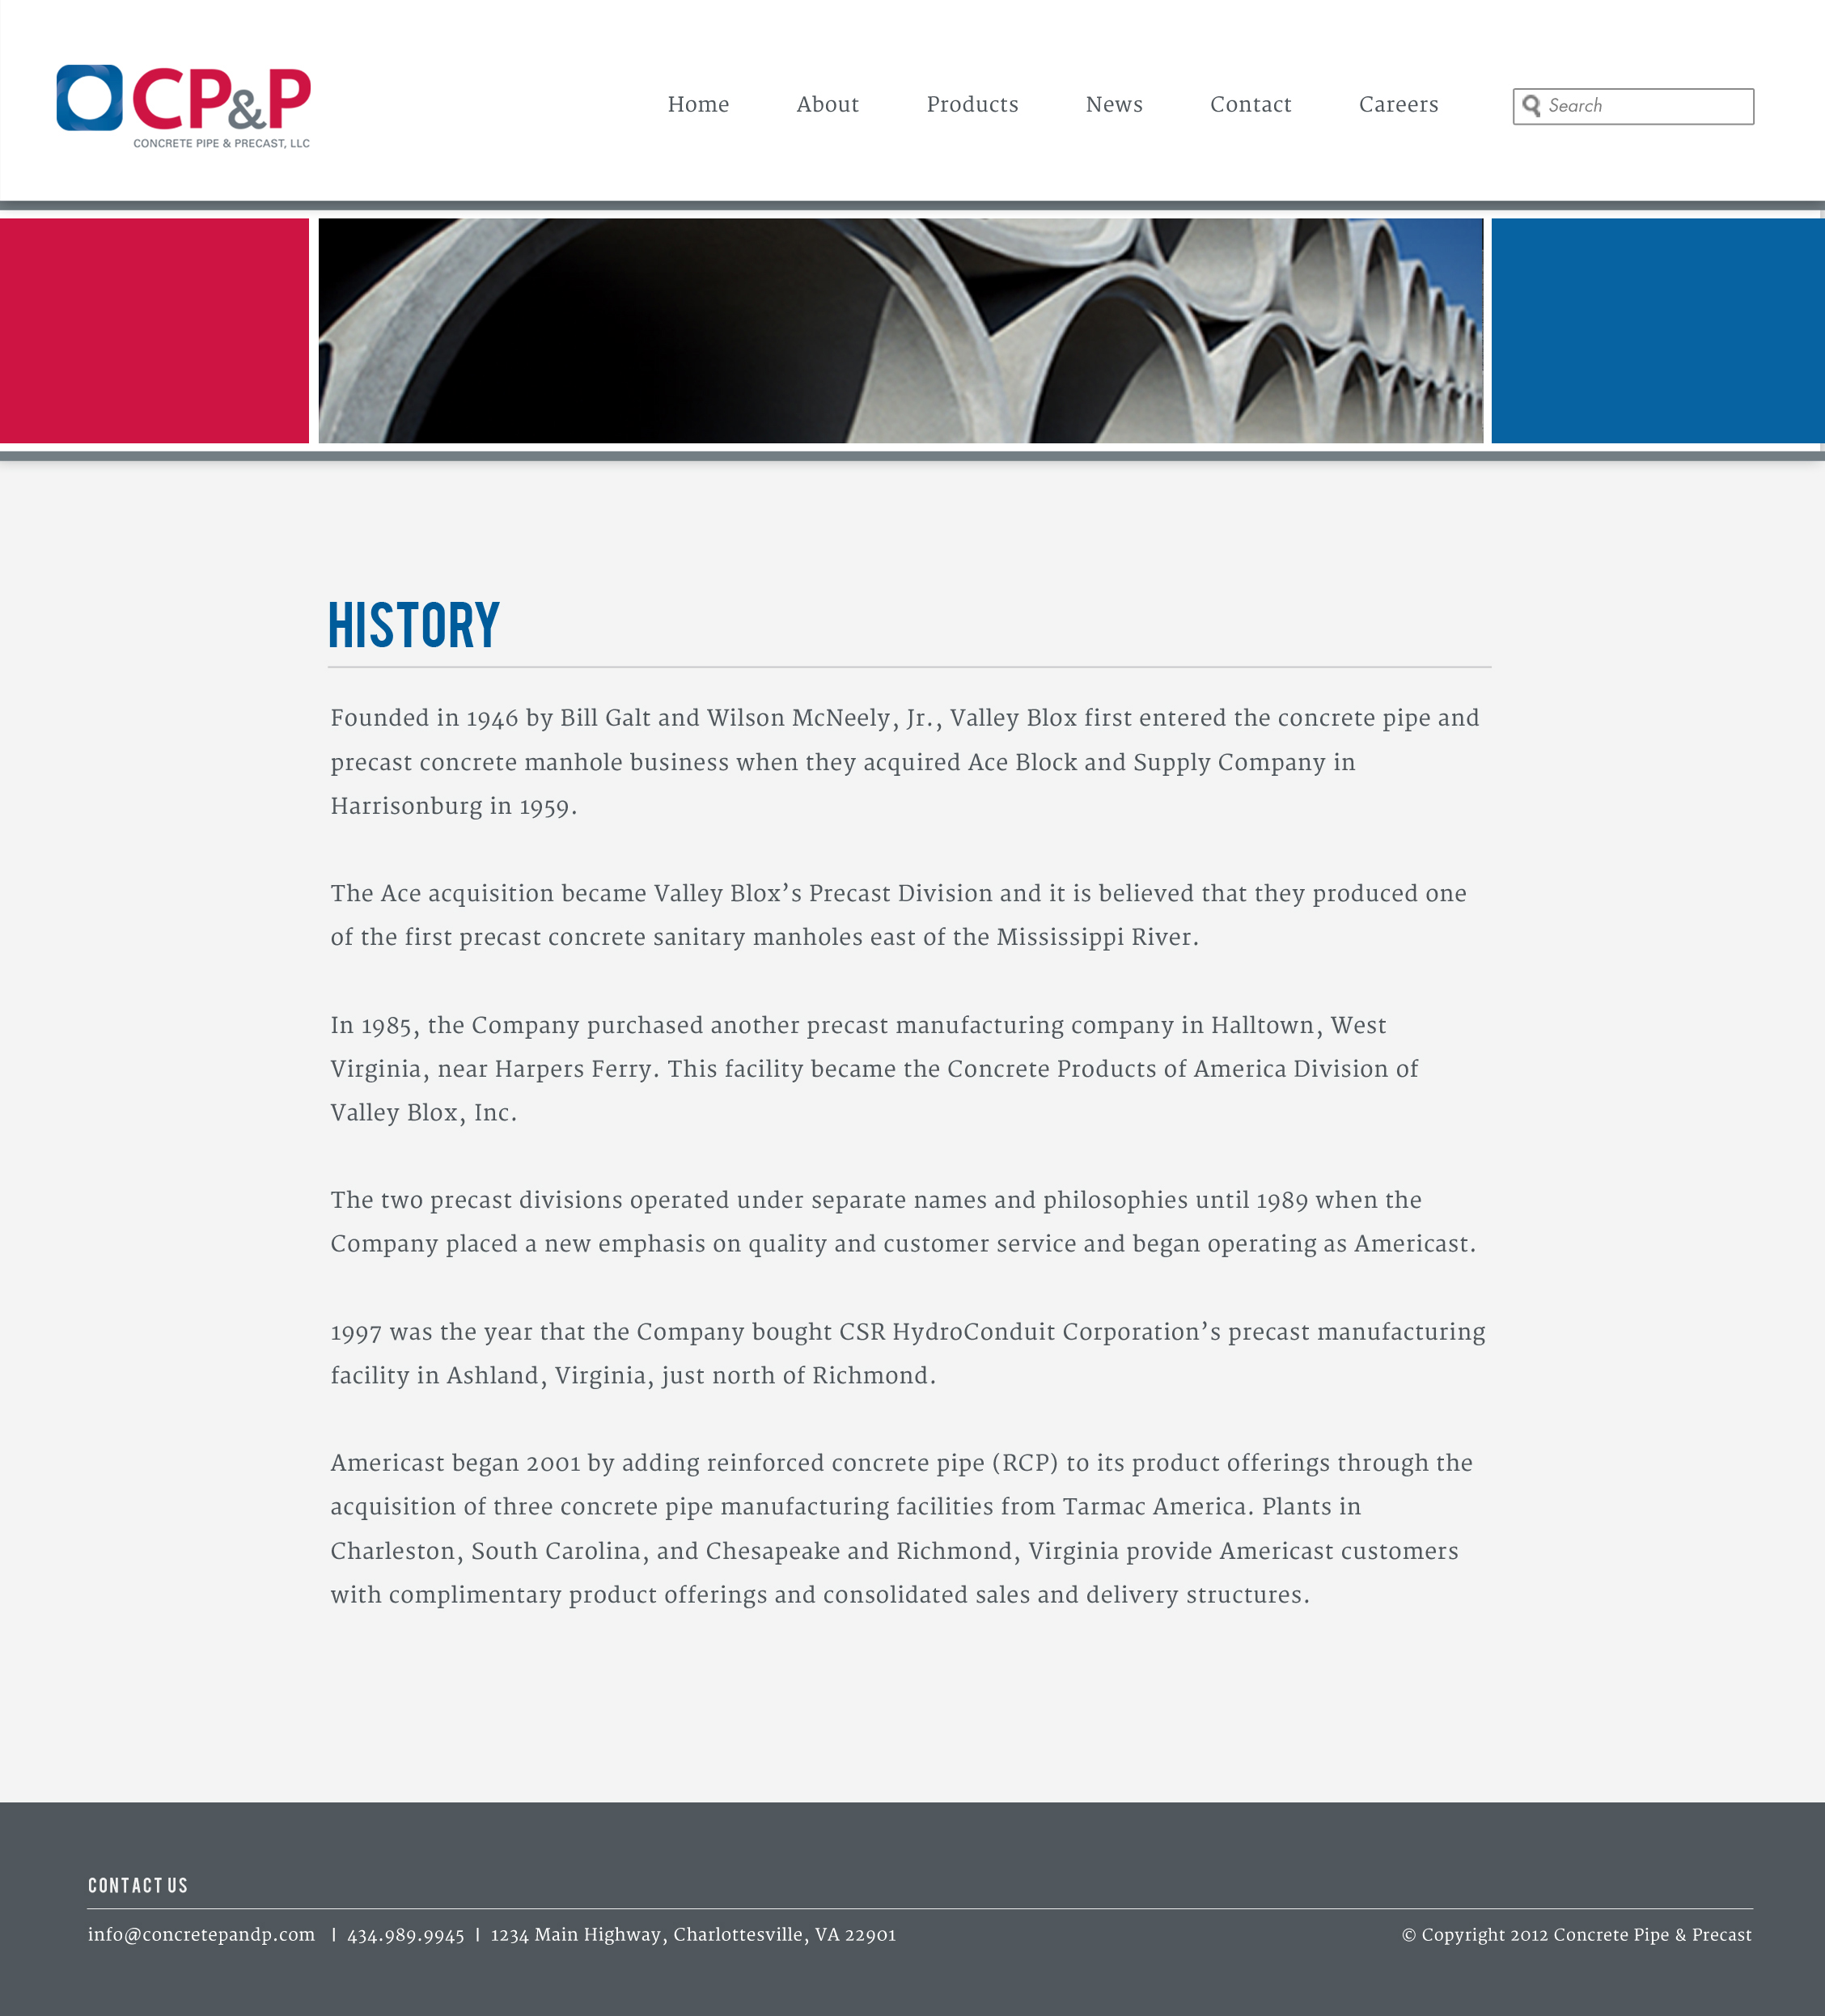 CP&P
CONCRETE PIPE & PRECAST, LLC
Home About Products News Contact Careers Search
HISTORY
Founded in 1946 by Bill Galt and Wilson McNeely, Jr., Valley Blox first entered the concrete pipe and
precast concrete manhole business when they acquired Ace Block and Supply Company in
Harrisonburg in 1959.
The Ace acquisition became Valley Blox’s Precast Division and it is believed that they produced one
of the first precast concrete sanitary manholes east of the Mississippi River.
In 1985, the Company purchased another precast manufacturing company in Halltown, West
Virginia, near Harpers Ferry. This facility became the Concrete Products of America Division of
Valley Blox, Inc.
The two precast divisions operated under separate names and philosophies until 1989 when the
Company placed a new emphasis on quality and customer service and began operating as Americast.
1997 was the year that the Company bought CSR HydroConduit Corporation’s precast manufacturing
facility in Ashland, Virginia, just north of Richmond.
Americast began 2001 by adding reinforced concrete pipe (RCP) to its product offerings through the
acquisition of three concrete pipe manufacturing facilities from Tarmac America. Plants in
Charleston, South Carolina, and Chesapeake and Richmond, Virginia provide Americast customers
with complimentary product offerings and consolidated sales and delivery structures.
CONTACT US
info@concretepandp.com | 434.989.9945 | 1234 Main Highway, Charlottesville, VA 22901
© Copyright 2012 Concrete Pipe & Precast